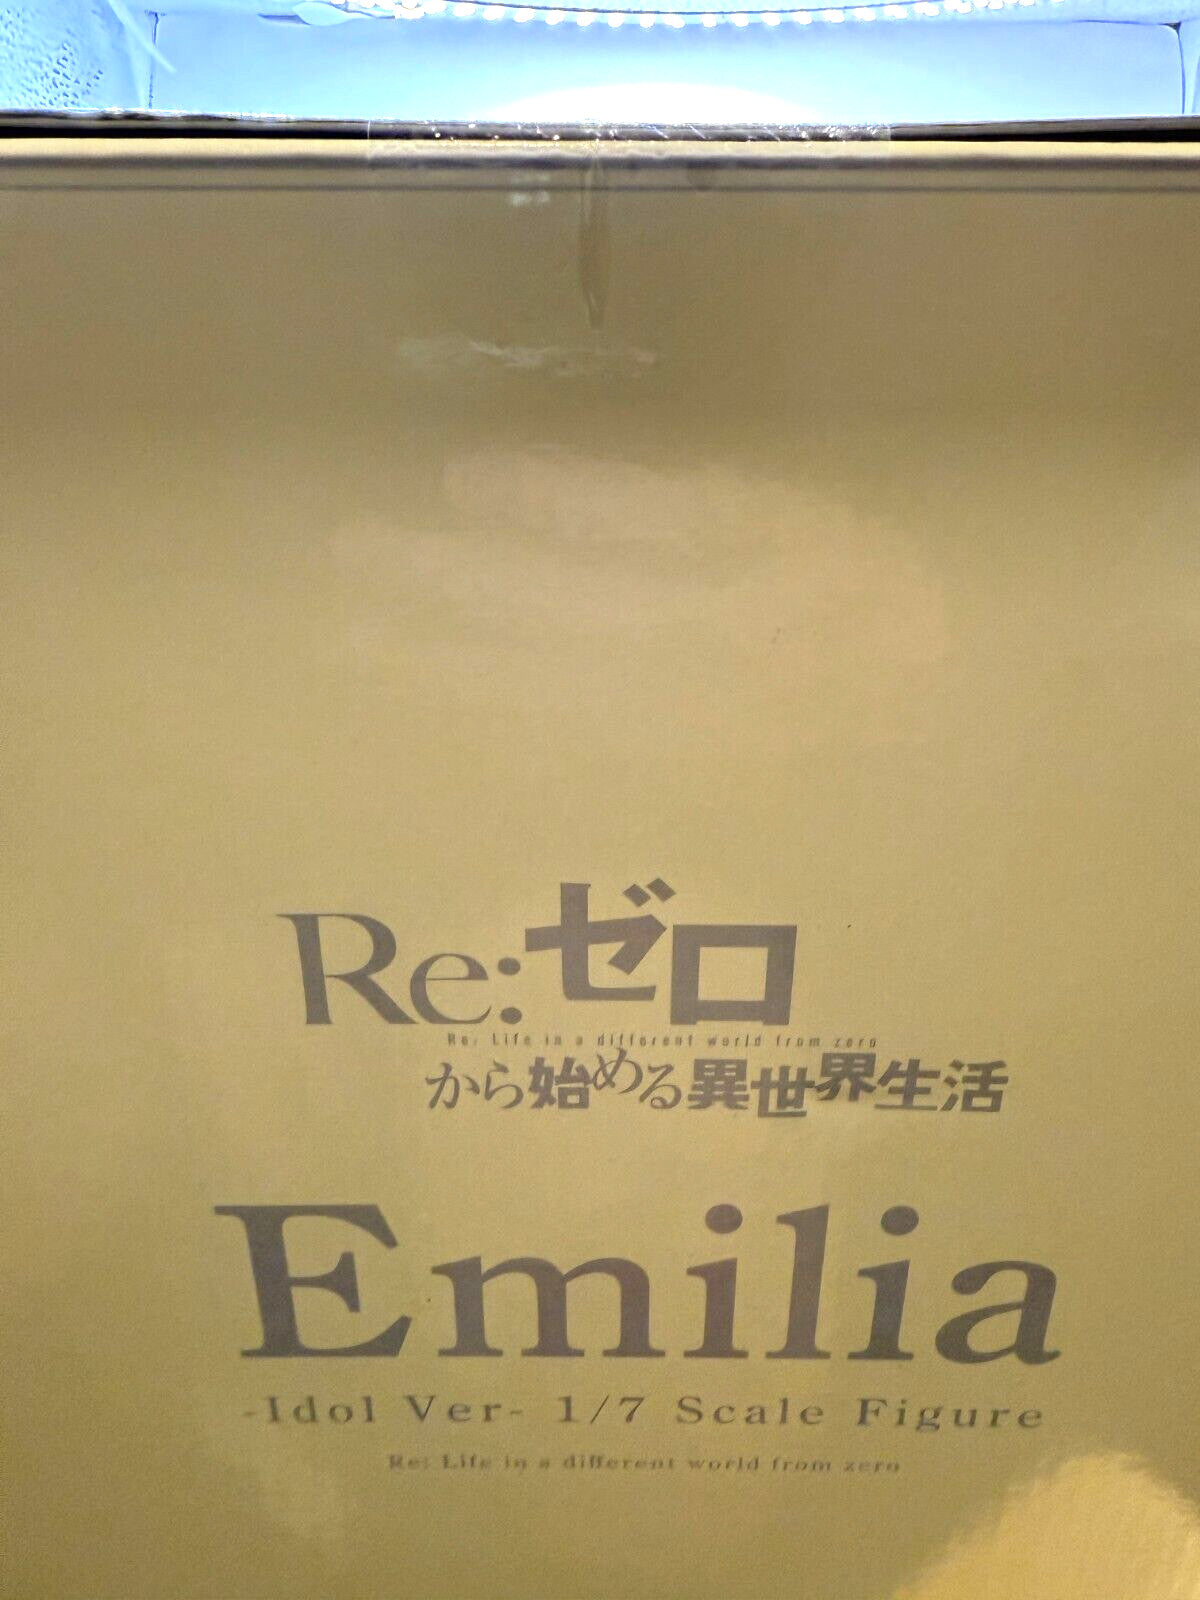 Re:ゼロ
Re: Life in a different world from zero
から始める異世界生活
Emilia
-Idol Ver- 1/7 Scale Figure
Re: Life in a different world from zero